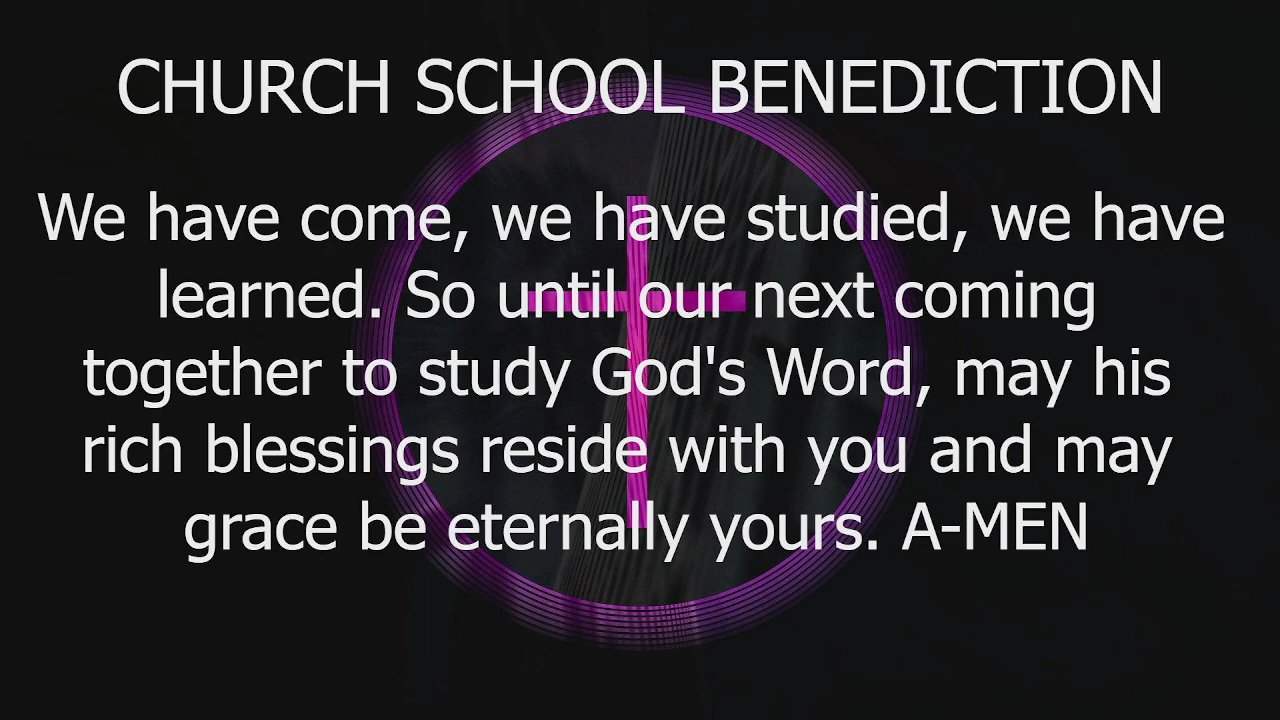 CHURCH SCHOOL BENEDICTION
We have come, we have studied, we have
learned. So until our next coming
together to study God's Word, may his
rich blessings reside with you and may
grace be eternally yours. A-MEN